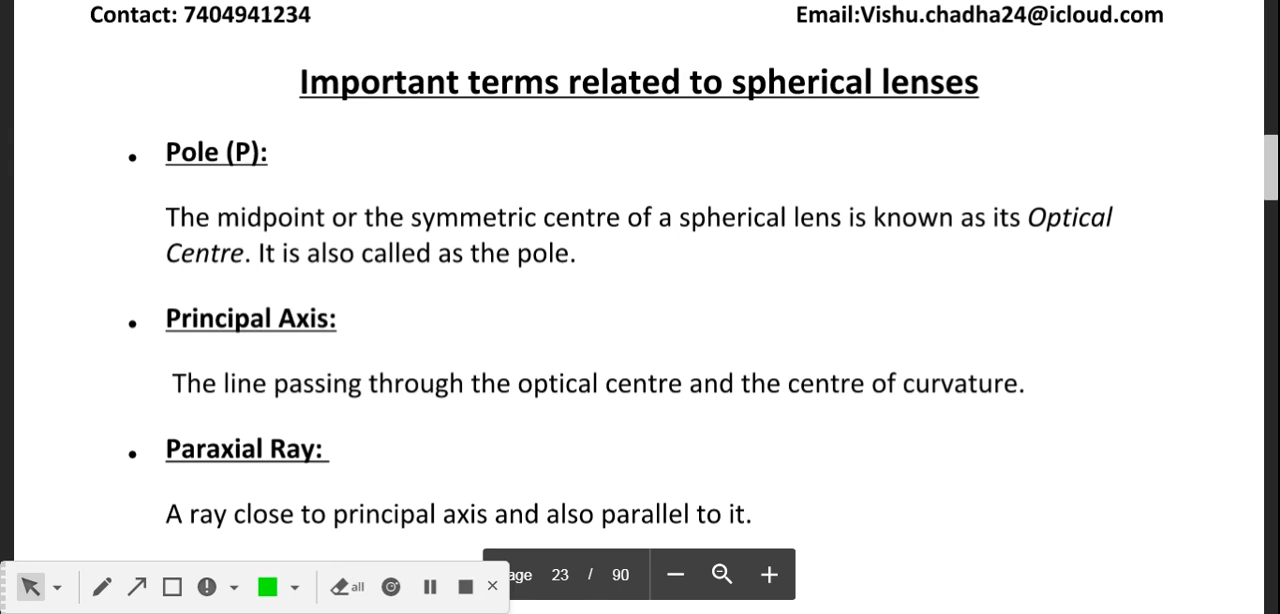 Contact: 7404941234 Email:Vishu.chadha24@icloud.com
Important terms related to spherical lenses
• Pole (P):
The midpoint or the symmetric centre of a spherical lens is known as its Optical
Centre. It is also called as the pole.
• Principal Axis:
The line passing through the optical centre and the centre of curvature.
• Paraxial Ray:
A ray close to principal axis and also parallel to it.
age 23 / 90
all